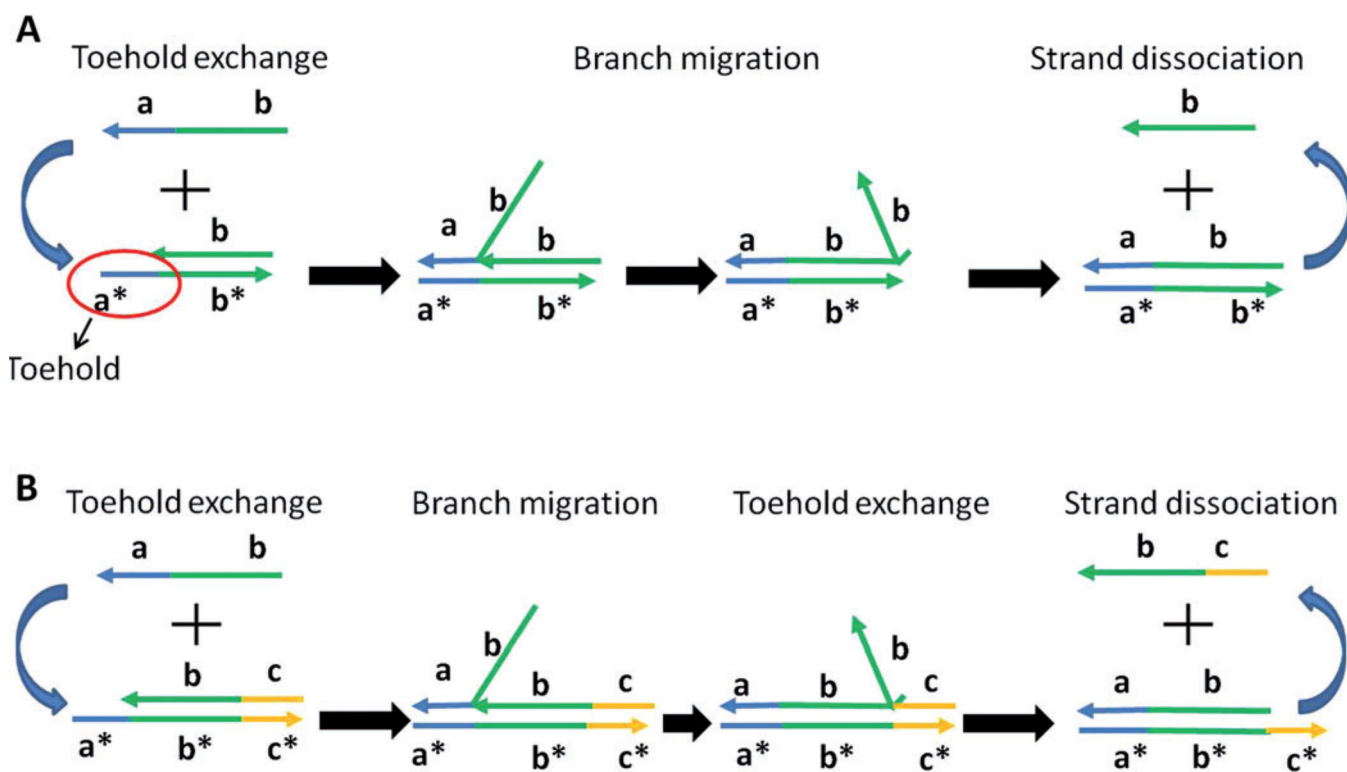 A
Toehold exchange
Branch migration
Strand dissociation
a b
b
a* b*
Toehold
a b b
a* b*
a b b
a* b*
b
a b
a* b*
B
Toehold exchange
Branch migration
Toehold exchange
Strand dissociation
a b
b c
a* b* c*
b
a b c
a* b* c*
b
a b c
a* b* c*
b c
a b
a* b* c*